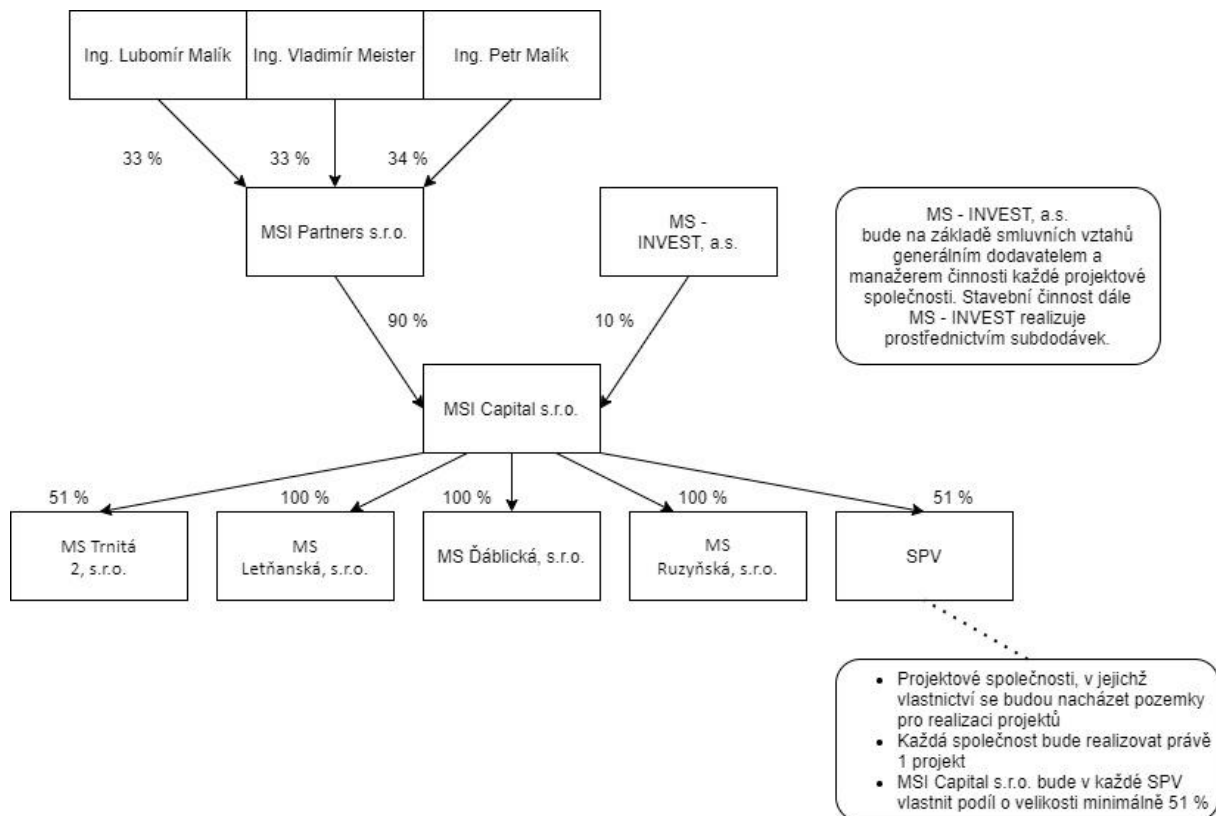 Ing. Lubomír Malík
Ing. Vladimír Meister
Ing. Petr Malík
33 %
33 %
34 %
MSI Partners s.r.o.
MS -
INVEST, a.s.
MS - INVEST, a.s.
bude na základě smluvních vztahů
generálním dodavatelem a
manažerem činnosti každé projektové
společnosti. Stavební činnost dále
MS - INVEST realizuje
prostřednictvím subdodávek.
90 %
10 %
MSI Capital s.r.o.
51 %
100 %
100 %
100 %
51 %
MS Trnitá
2, s.r.o.
MS
Letňanská, s.r.o.
MS Ďáblická, s.r.o.
MS
Ruzyňská, s.r.o.
SPV
• Projektové společnosti, v jejichž
vlastnictví se budou nacházet pozemky
pro realizaci projektů
• Každá společnost bude realizovat právě
1 projekt
• MSI Capital s.r.o. bude v každé SPV
vlastnit podíl o velikosti minimálně 51 %